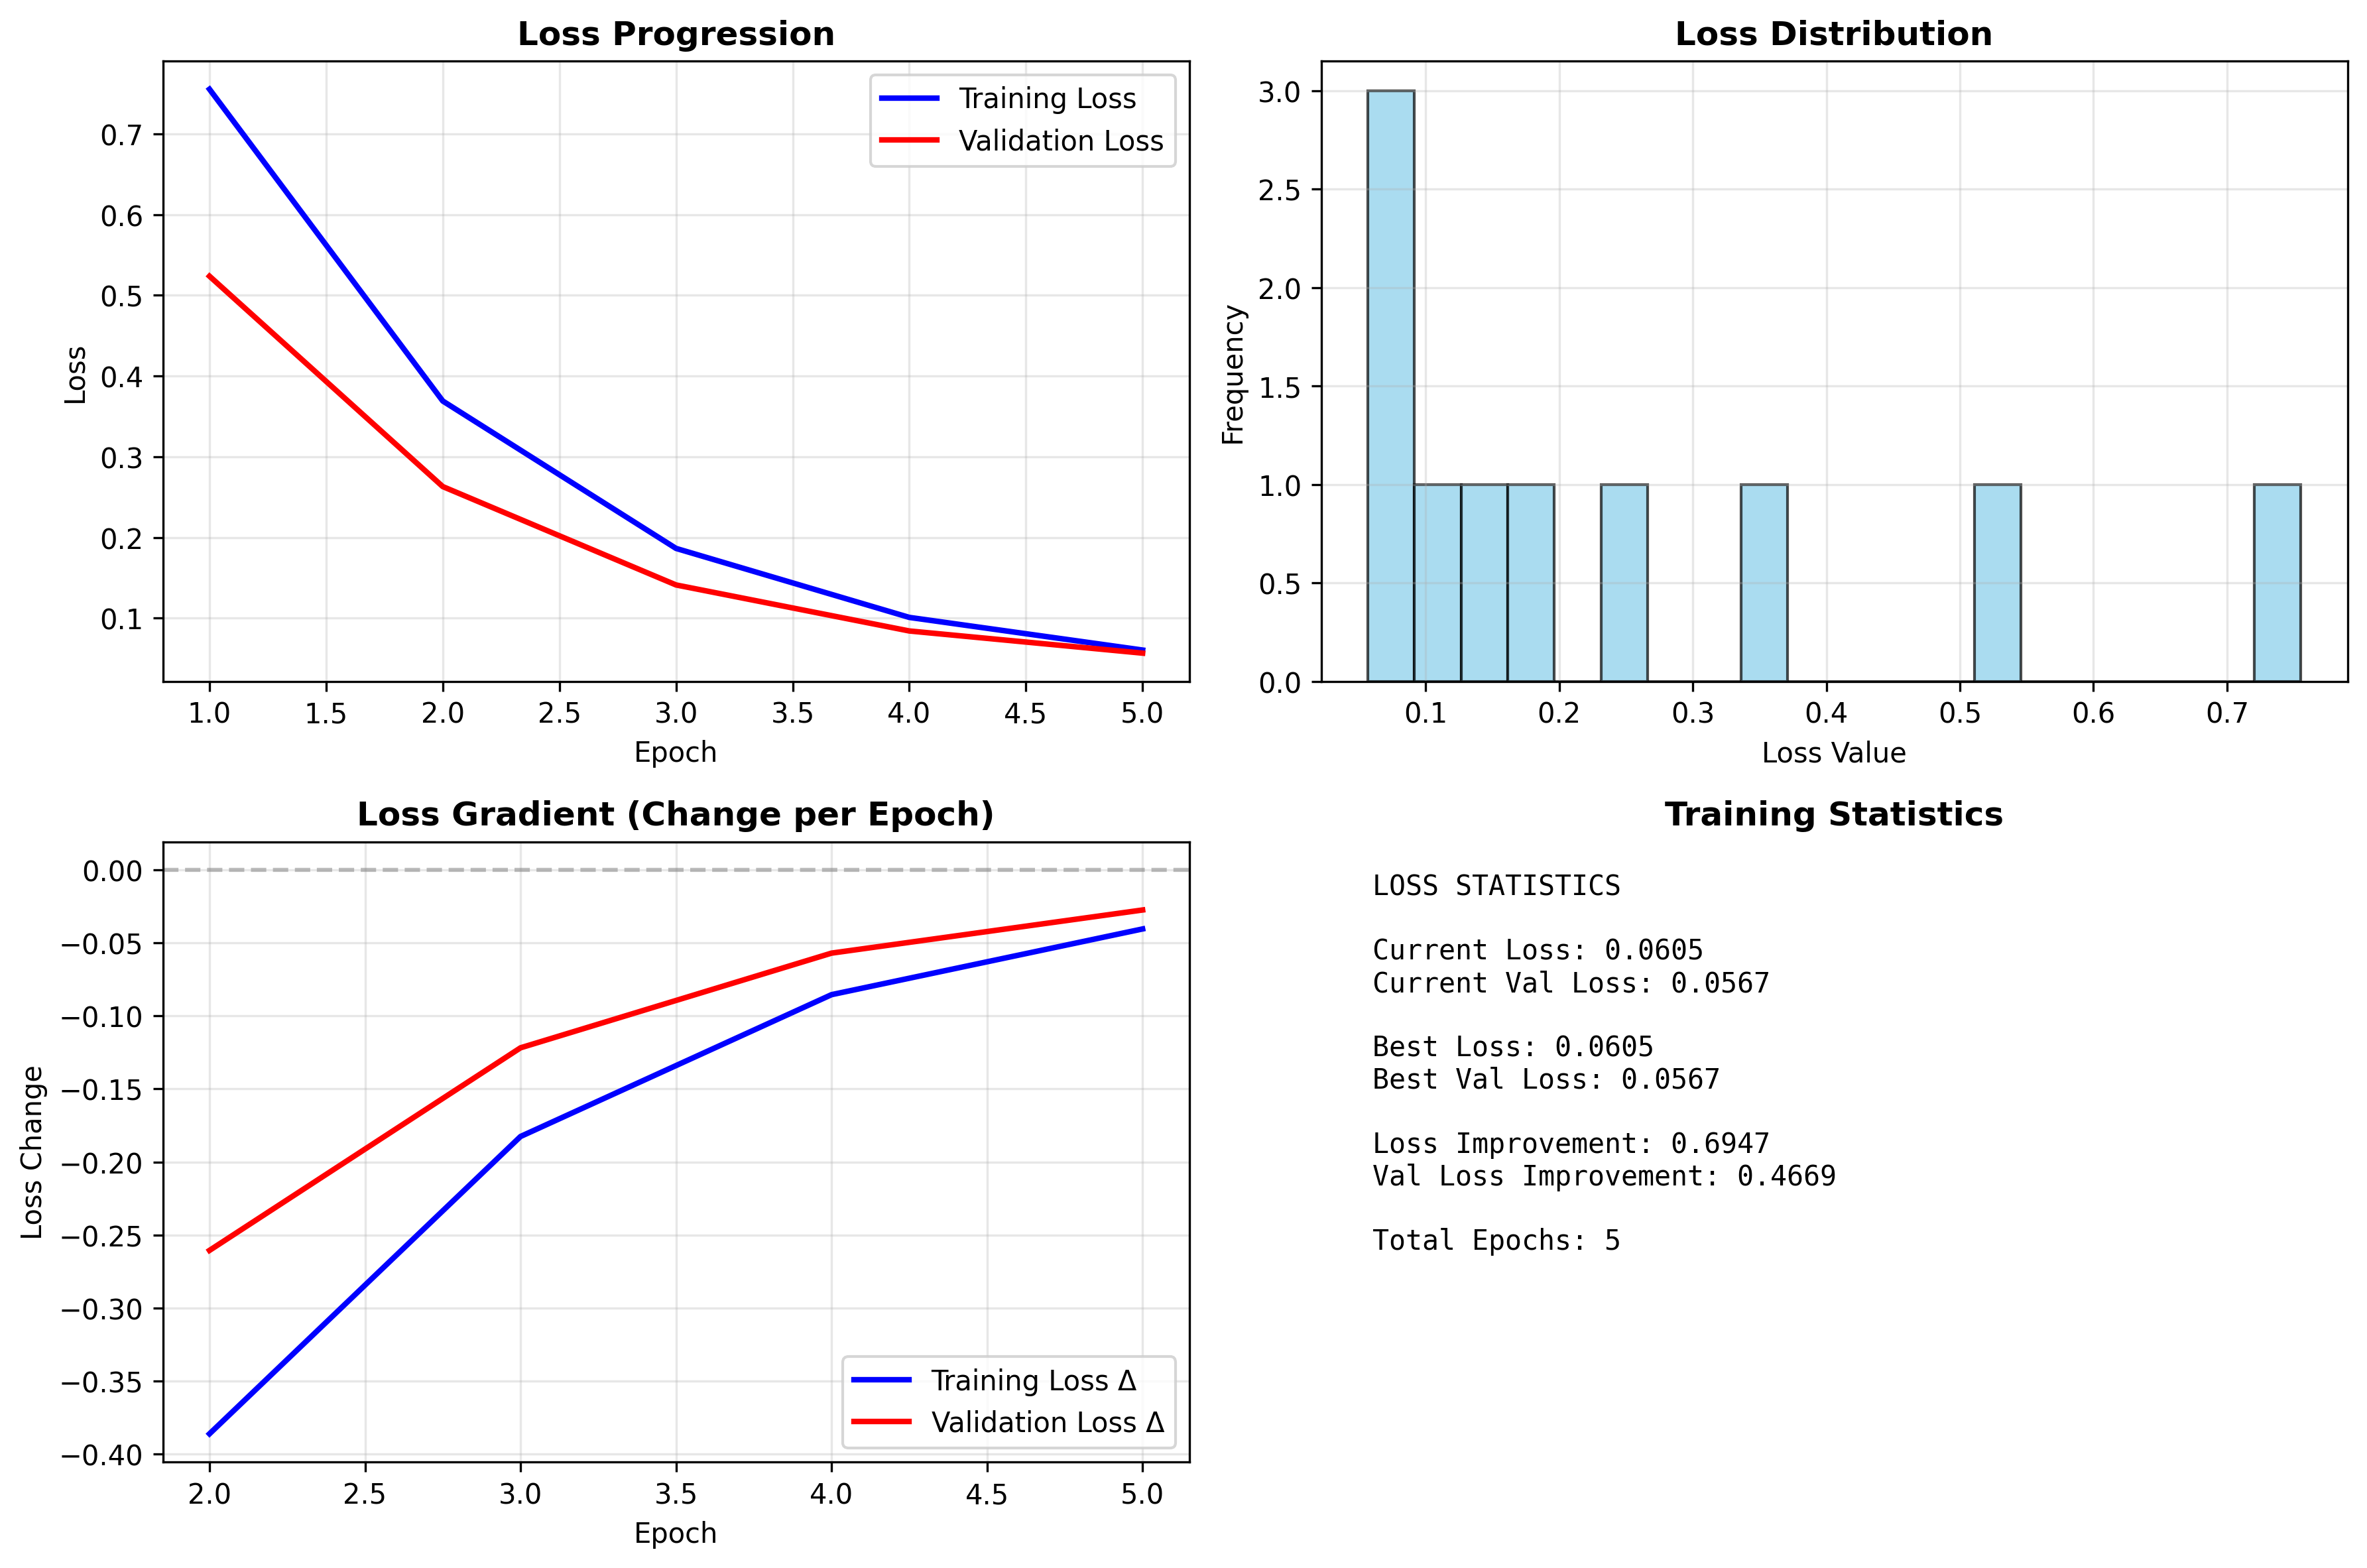 Loss Progression
Training Loss
Validation Loss
0.7
0.6
0.5
0.4
0.3
0.2
0.1
Loss
1.0 1.5 2.0 2.5 3.0 3.5 4.0 4.5 5.0
Epoch
Loss Distribution
3.0
2.5
2.0
1.5
1.0
0.5
0.0
Frequency
0.1 0.2 0.3 0.4 0.5 0.6 0.7
Loss Value
Loss Gradient (Change per Epoch)
0.00
−0.05
−0.10
−0.15
−0.20
−0.25
−0.30
−0.35
−0.40
Loss Change
Training Loss Δ
Validation Loss Δ
2.0 2.5 3.0 3.5 4.0 4.5 5.0
Epoch
Training Statistics
LOSS STATISTICS
Current Loss: 0.0605
Current Val Loss: 0.0567
Best Loss: 0.0605
Best Val Loss: 0.0567
Loss Improvement: 0.6947
Val Loss Improvement: 0.4669
Total Epochs: 5